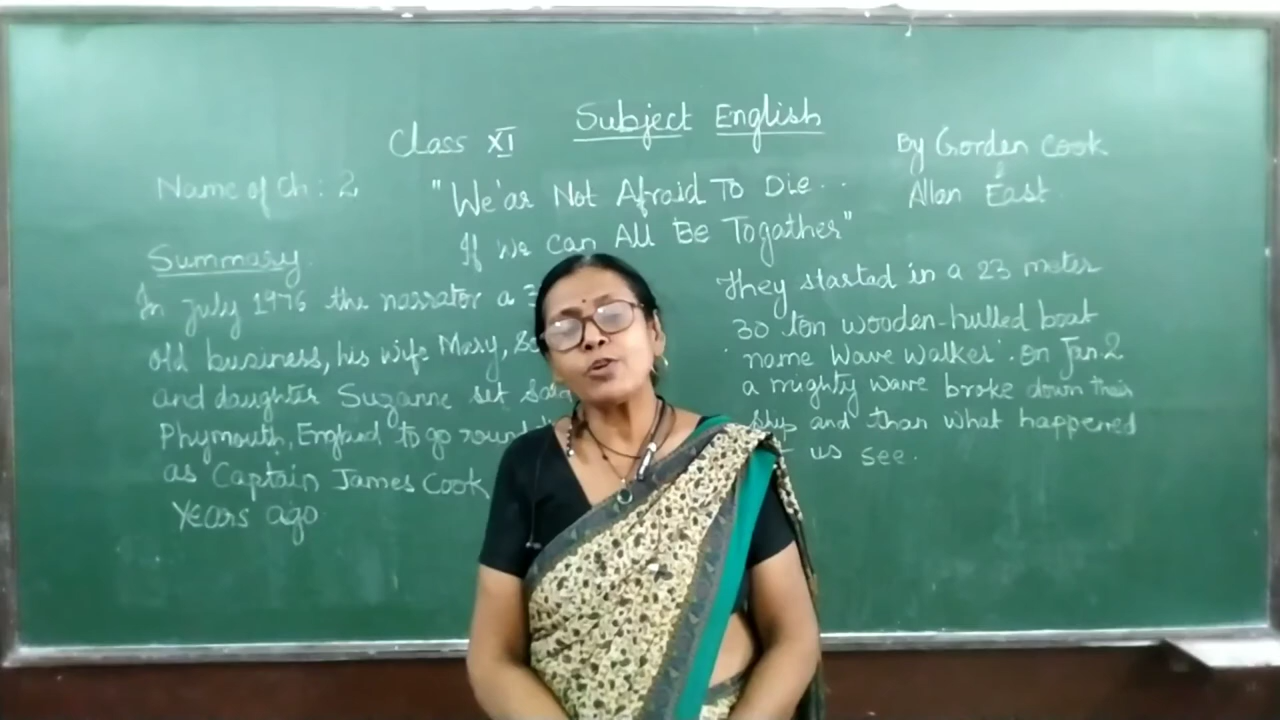 Subject English
Class XI
By Gorden Cook
&
Allan East
Name of Ch : 2
"We'ar Not Afraid To Die...
If we can All Be Togather"
Summary
In July 1976 the narrator a 3
old business, his wife Mary, So
and daughter Suzanne set
Phymouth, England to go round
as Captain James Cook
Years ago
They started in a 23 meter
30 ton wooden-hulled boat
'name Wave Walker'. On Jan 2
a mighty wave broke down their
ship and than what happened
us see.